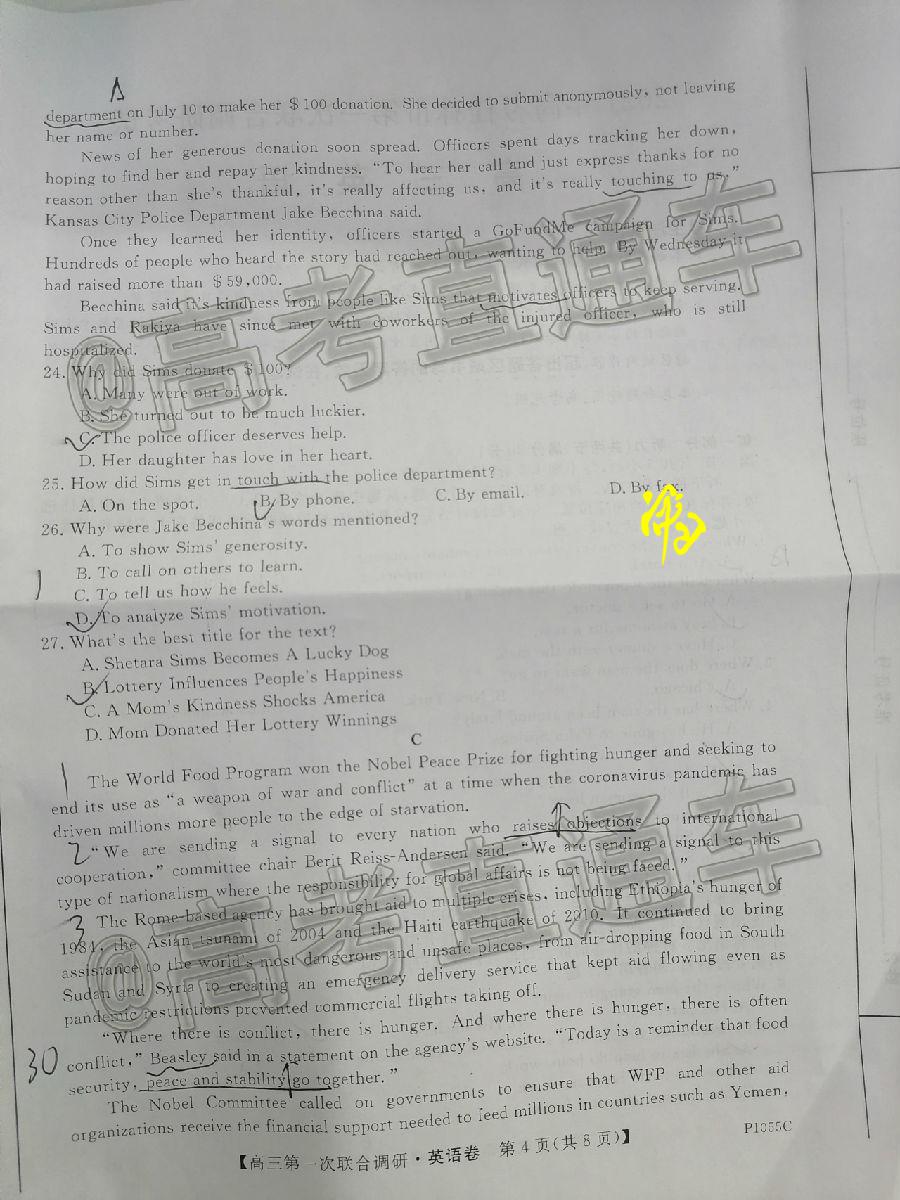 department on July 10 to make her $ 100 donation. She decided to submit anonymously, not leaving
her name or number.
News of her generous donation soon spread. Officers spent days tracking her down,
hoping to find her and repay her kindness. "To hear her call and just express thanks for no
reason other than she's thankful, it's really affecting us, and it's really touching to us,"
Kansas City Police Department Jake Becchina said.
Once they learned her identity, officers started a GoFundMe campaign for Sims.
Hundreds of people who heard the story had reached out, wanting to help. By Wednesday it
had raised more than $ 59,000.
Becchina said it's kindness from people like Sims that motivates officers to keep serving.
Sims and Rakiya have since met with coworkers of the injured officer, who is still
hospitalized.
24. Why did Sims donate $ 100?
A. Many were out of work.
B. She turned out to be much luckier.
C. The police officer deserves help.
D. Her daughter has love in her heart.
25. How did Sims get in touch with the police department?
A. On the spot. B. By phone. C. By email. D. By fax.
26. Why were Jake Becchina's words mentioned?
A. To show Sims' generosity.
B. To call on others to learn.
C. To tell us how he feels.
D. To analyze Sims' motivation.
27. What's the best title for the text?
A. Shetara Sims Becomes A Lucky Dog
B. Lottery Influences People's Happiness
C. A Mom's Kindness Shocks America
D. Mom Donated Her Lottery Winnings
C
1 The World Food Program won the Nobel Peace Prize for fighting hunger and seeking to
end its use as "a weapon of war and conflict" at a time when the coronavirus pandemic has
driven millions more people to the edge of starvation.
2 "We are sending a signal to every nation who raises objections to international
cooperation," committee chair Berit Reiss-Andersen said. "We are sending a signal to this
type of nationalism where the responsibility for global affairs is not being faced."
3 The Rome-based agency has brought aid to multiple crises, including Ethiopia's hunger of
1984, the Asian tsunami of 2004 and the Haiti earthquake of 2010. It continued to bring
assistance to the world's most dangerous and unsafe places, from air-dropping food in South
Sudan and Syria to creating an emergency delivery service that kept aid flowing even as
pandemic restrictions prevented commercial flights taking off.
"Where there is conflict, there is hunger. And where there is hunger, there is often
30 conflict," Beasley said in a statement on the agency's website. "Today is a reminder that food
security, peace and stability go together."
The Nobel Committee called on governments to ensure that WFP and other aid
organizations receive the financial support needed to feed millions in countries such as Yemen,
【高三第一次联合调研·英语卷 第 4 页(共 8 页)】 P1055C
@高考直通车
@高考直通车